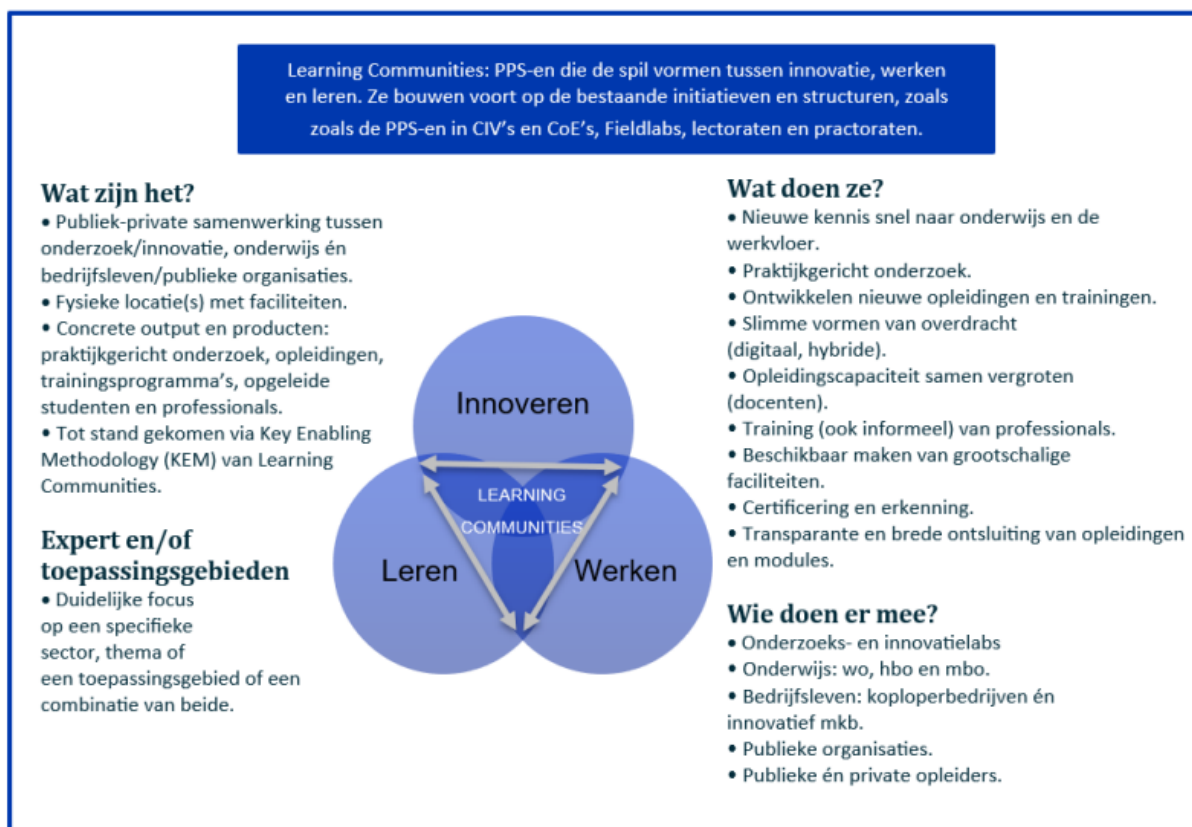 Learning Communities: PPS-en die de spil vormen tussen innovatie, werken
en leren. Ze bouwen voort op de bestaande initiatieven en structuren, zoals
zoals de PPS-en in CIV's en CoE's, Fieldlabs, lectoraten en practoraten.
Wat zijn het?
• Publiek-private samenwerking tussen
onderzoek/innovatie, onderwijs én
bedrijfsleven/publieke organisaties.
• Fysieke locatie(s) met faciliteiten.
• Concrete output en producten:
praktijkgericht onderzoek, opleidingen,
trainingsprogramma's, opgeleide
studenten en professionals.
• Tot stand gekomen via Key Enabling
Methodology (KEM) van Learning
Communities.
Expert en/of
toepassingsgebieden
• Duidelijke focus
op een specifieke
sector, thema of
een toepassingsgebied of een
combinatie van beide.
Innoveren
LEARNING
COMMUNITIES
Leren
Werken
Wat doen ze?
• Nieuwe kennis snel naar onderwijs en de
werkvloer.
• Praktijkgericht onderzoek.
• Ontwikkelen nieuwe opleidingen en trainingen.
• Slimme vormen van overdracht
(digitaal, hybride).
• Opleidingscapaciteit samen vergroten
(docenten).
• Training (ook informeel) van professionals.
• Beschikbaar maken van grootschalige
faciliteiten.
• Certificering en erkenning.
• Transparante en brede ontsluiting van opleidingen
en modules.
Wie doen er mee?
• Onderzoeks- en innovatielabs
• Onderwijs: wo, hbo en mbo.
• Bedrijfsleven: koploperbedrijven én
innovatief mkb.
• Publieke organisaties.
• Publieke én private opleiders.